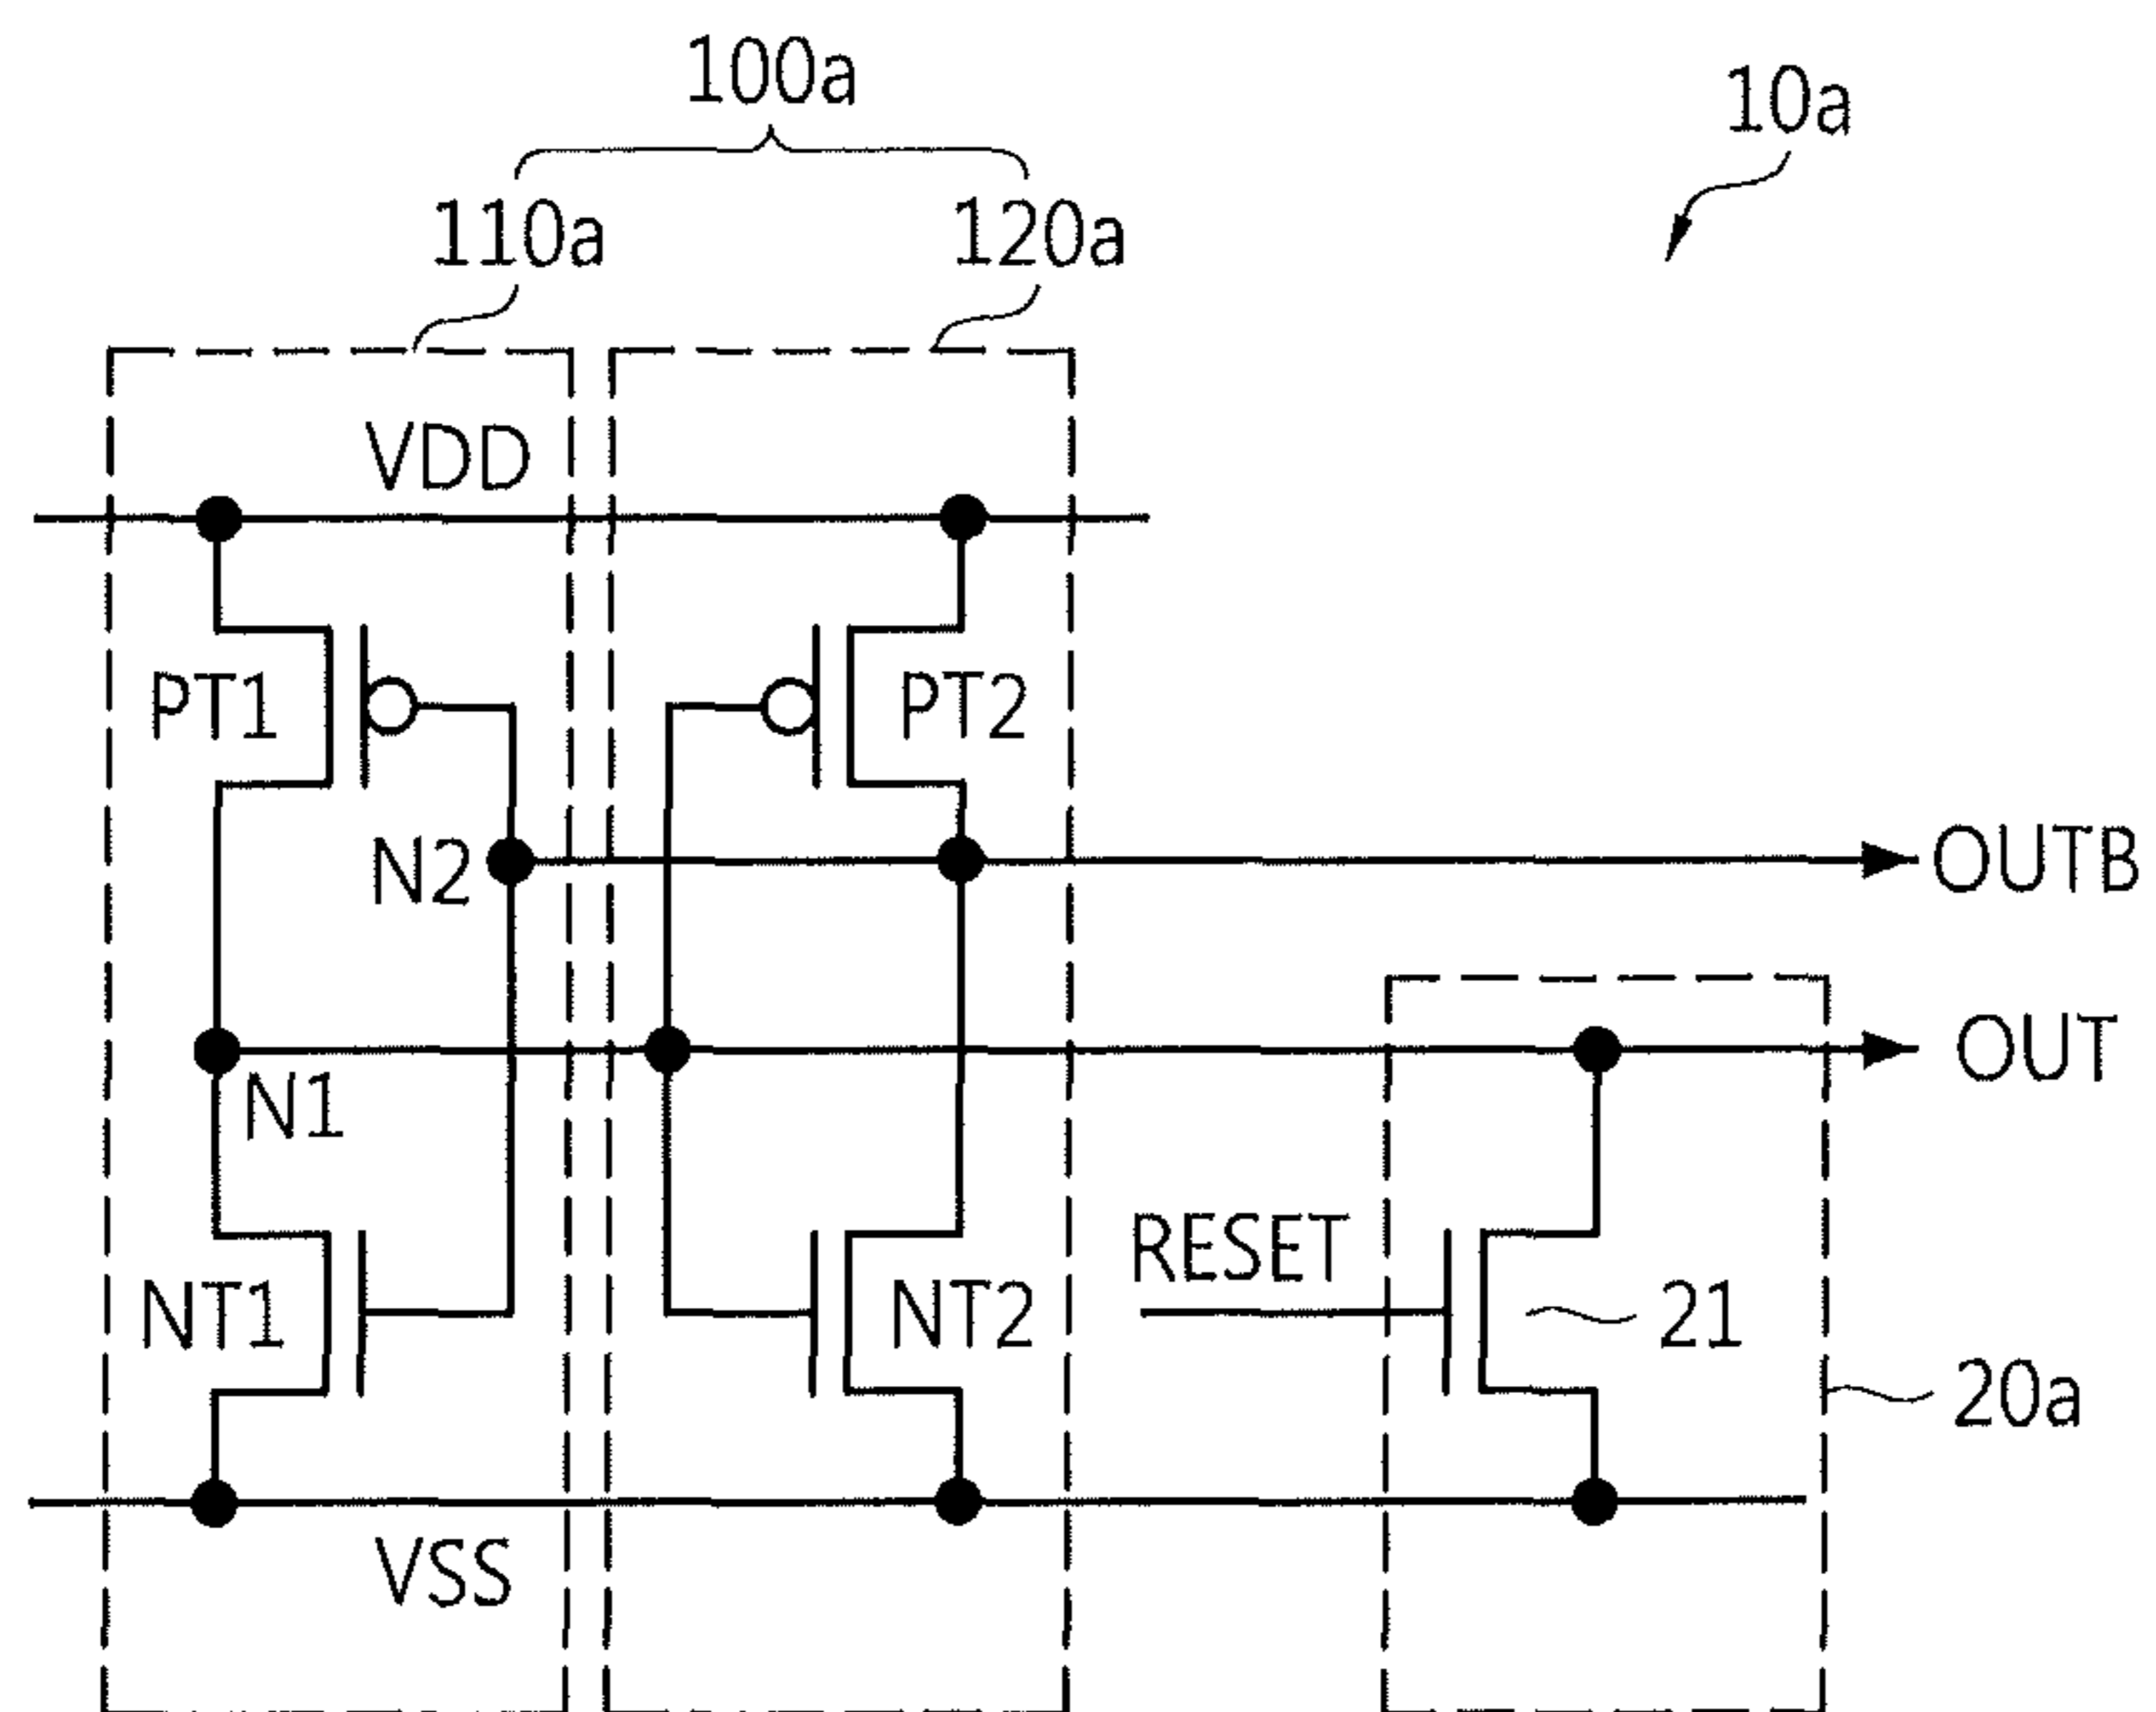 100a
10a
110a
120a
VDD
PT1
PT2
N2
OUTB
OUT
N1
RESET
NT1
NT2
21
20a
VSS